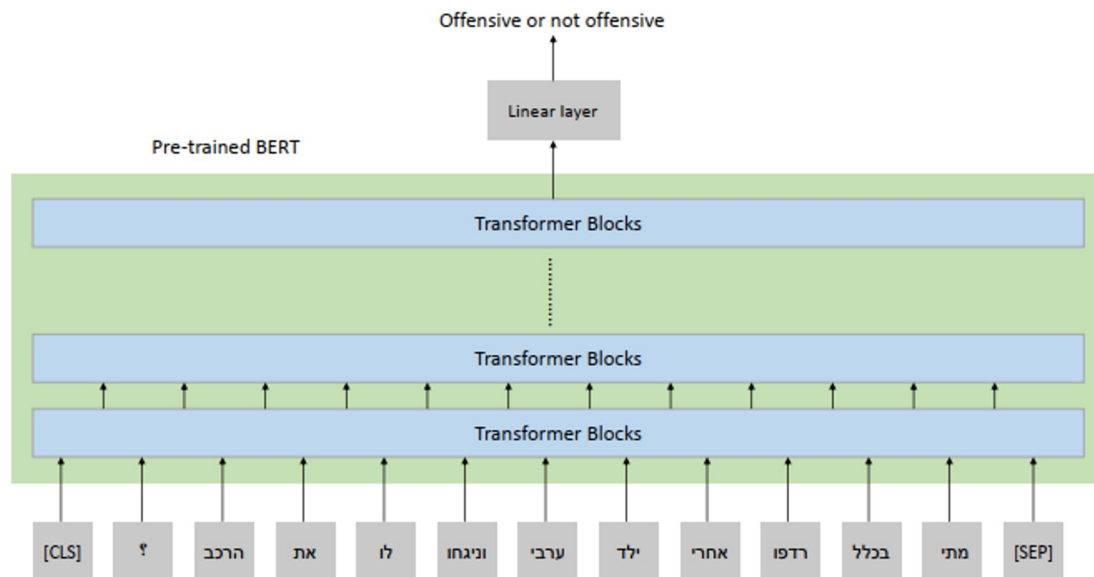 Offensive or not offensive
Linear layer
Pre-trained BERT
Transformer Blocks
Transformer Blocks
Transformer Blocks
[CLS] ؟ הרכב את לו וניגחו ערבי ילד אחרי רדפו בכלל מתי [SEP]